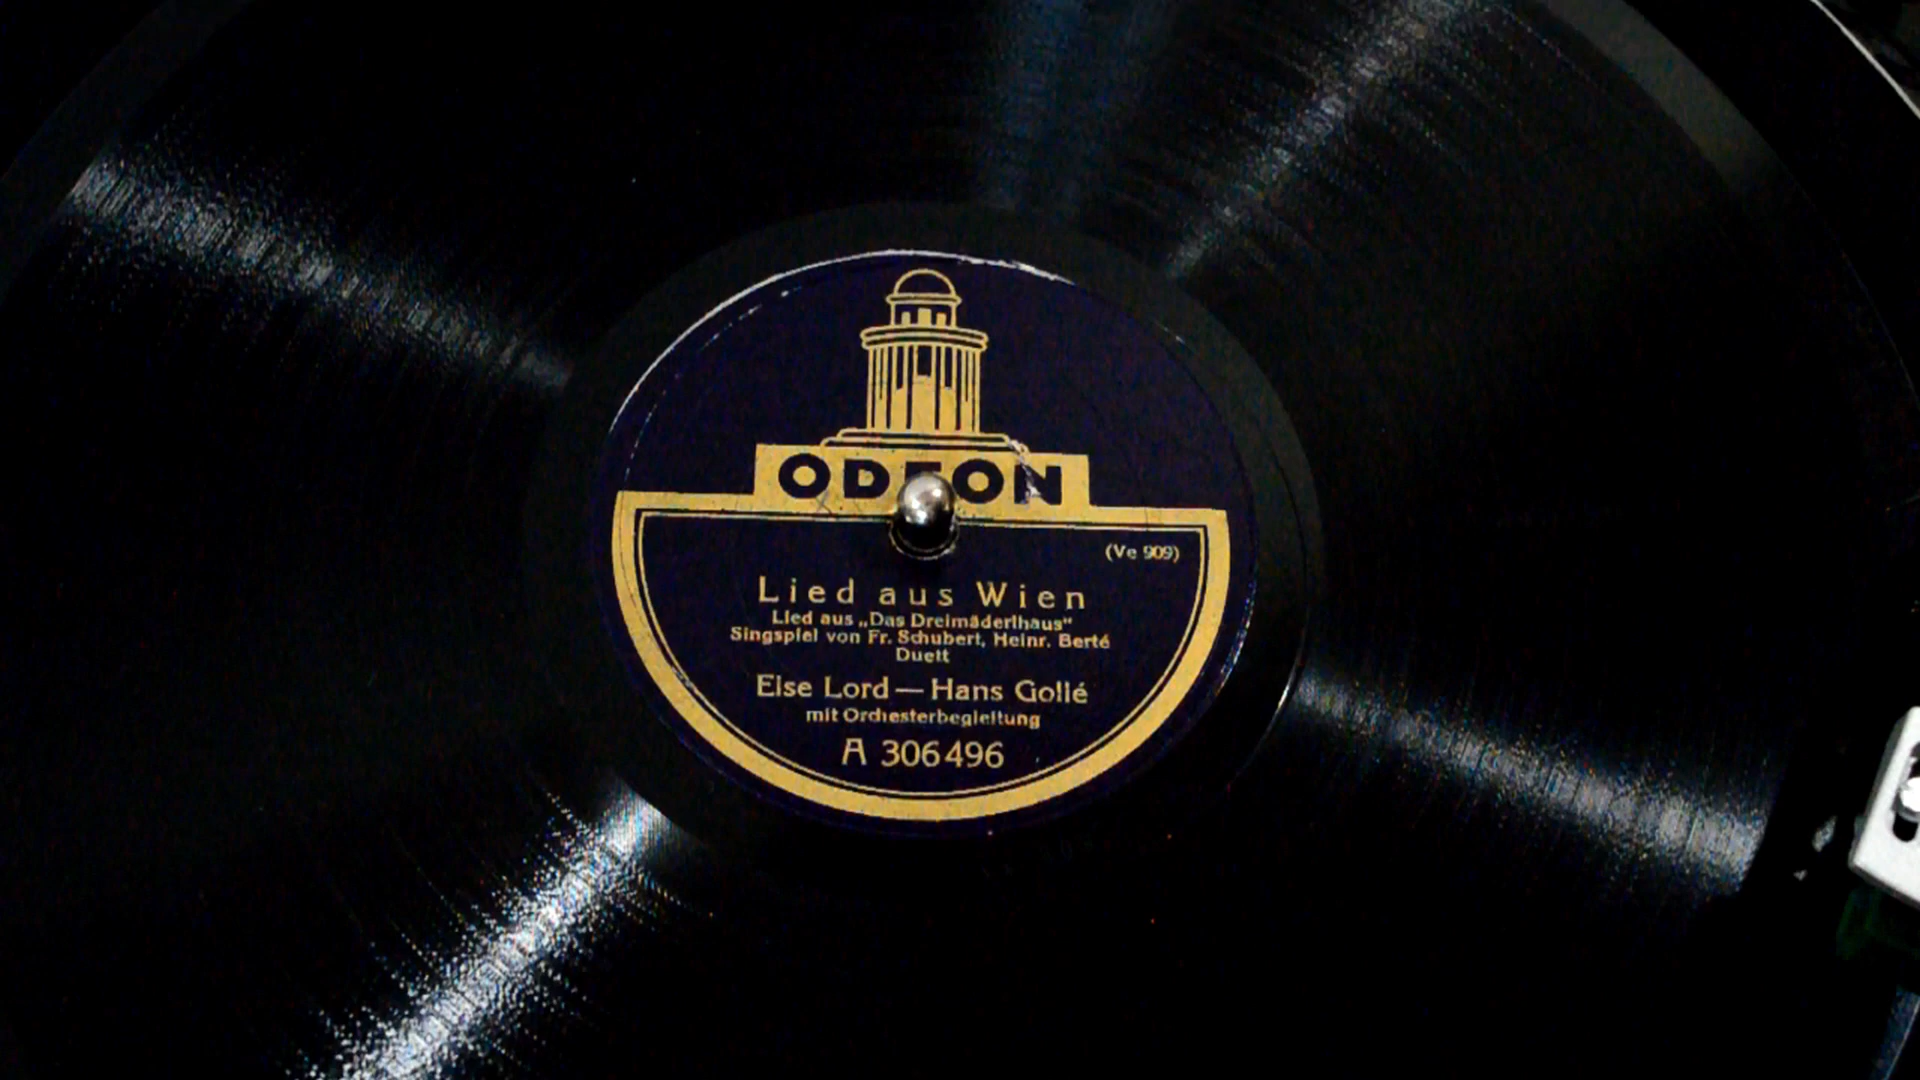 ODEON
(Ve 909)
Lied aus Wien
Lied aus „Das Dreimäderlhaus"
Singspiel von Fr. Schubert, Heinr. Berté
Duett
Else Lord — Hans Gollé
mit Orchesterbegleitung
A 306496